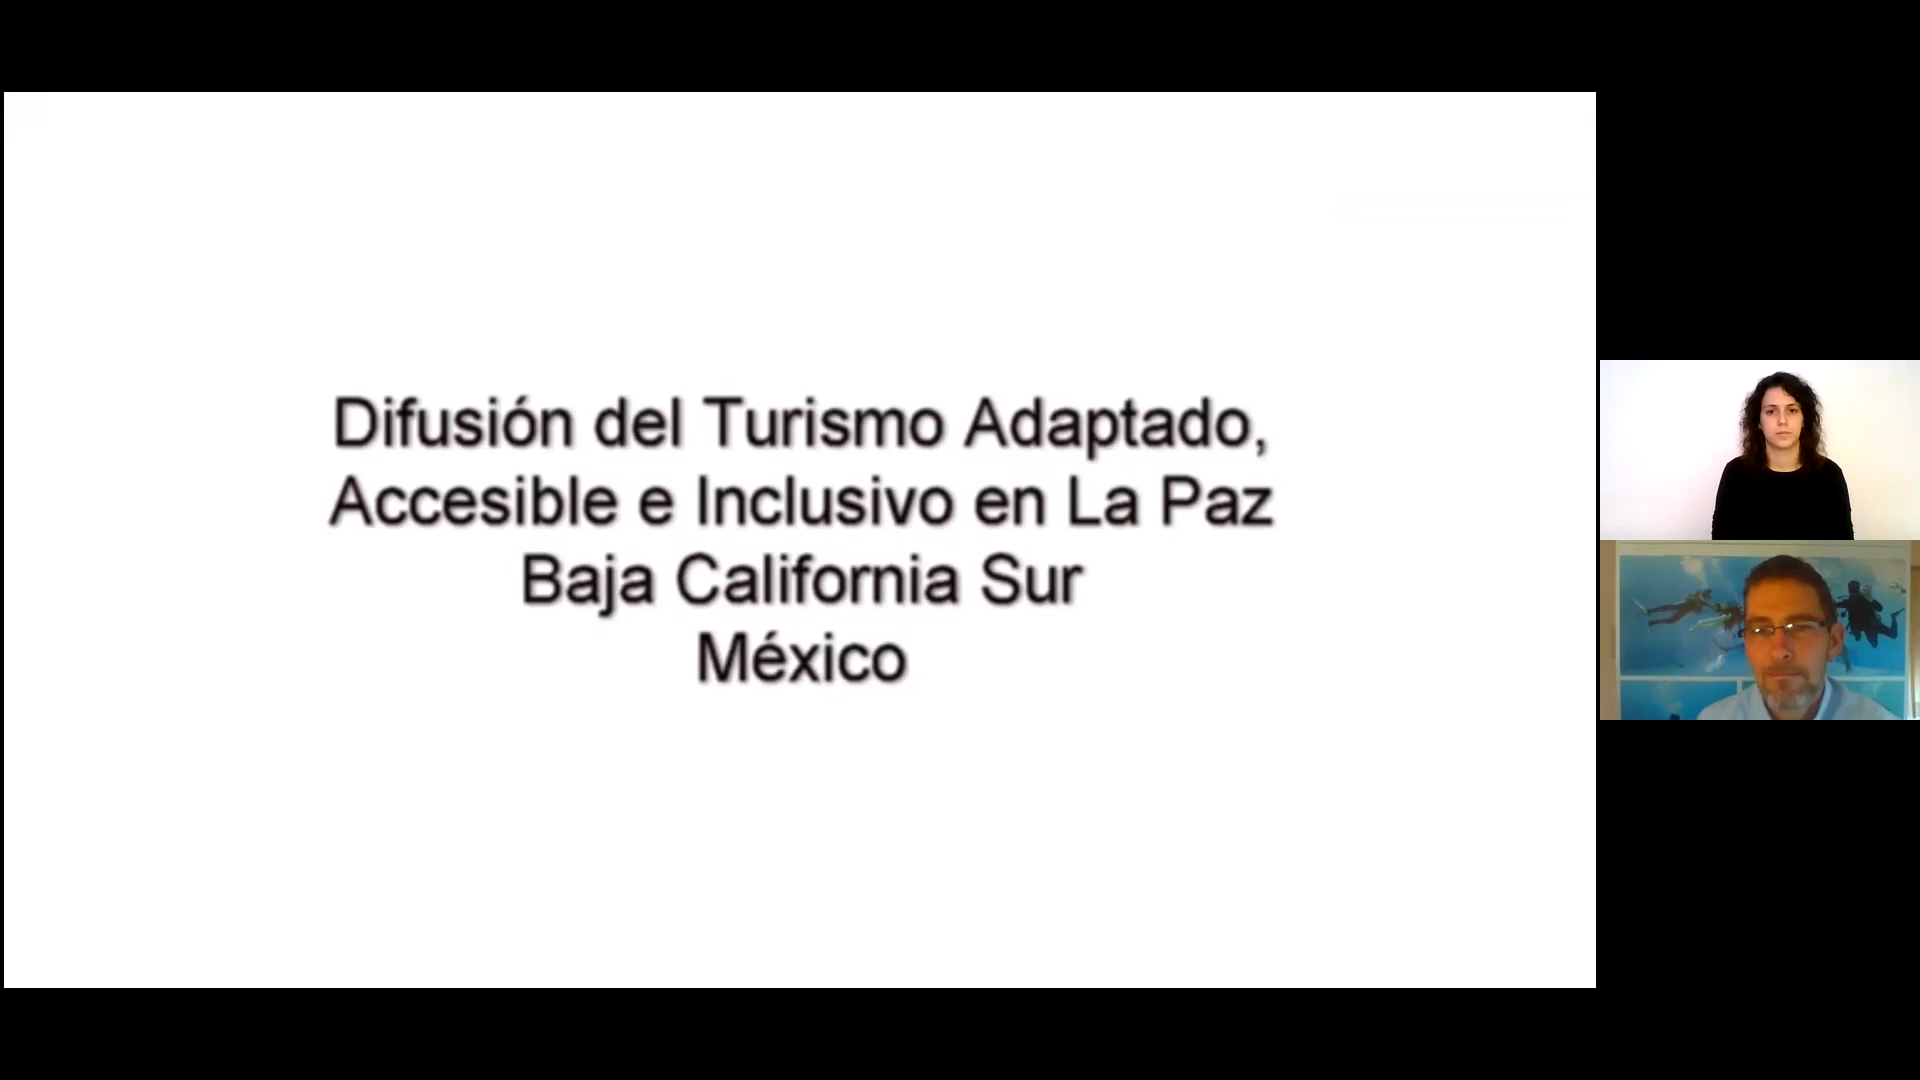 Difusión del Turismo Adaptado,
Accesible e Inclusivo en La Paz
Baja California Sur
México